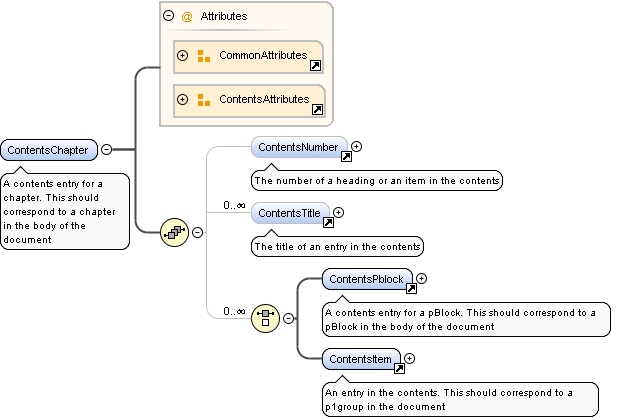 @ Attributes
CommonAttributes
ContentsAttributes
ContentsChapter
A contents entry for a
chapter. This should
correspond to a chapter
in the body of the
document
ContentsNumber
The number of a heading or an item in the contents
0..∞
ContentsTitle
The title of an entry in the contents
0..∞
ContentsPblock
A contents entry for a pBlock. This should correspond to a
pBlock in the body of the document
ContentsItem
An entry in the contents. This should correspond to a
p1group in the document